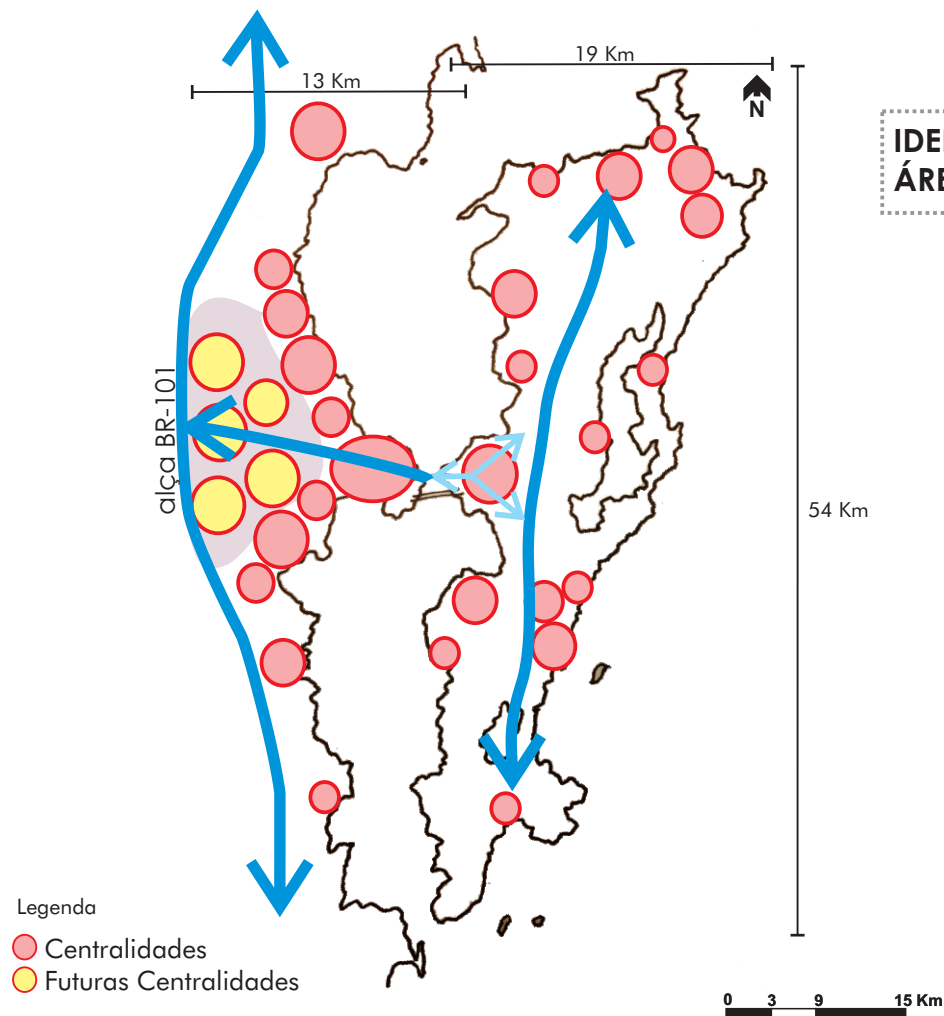 19 Km
13 Km
N
IDE
ÁRE
alça BR-101
54 Km
Legenda
Centralidades
Futuras Centralidades
0 3 9 15 Km